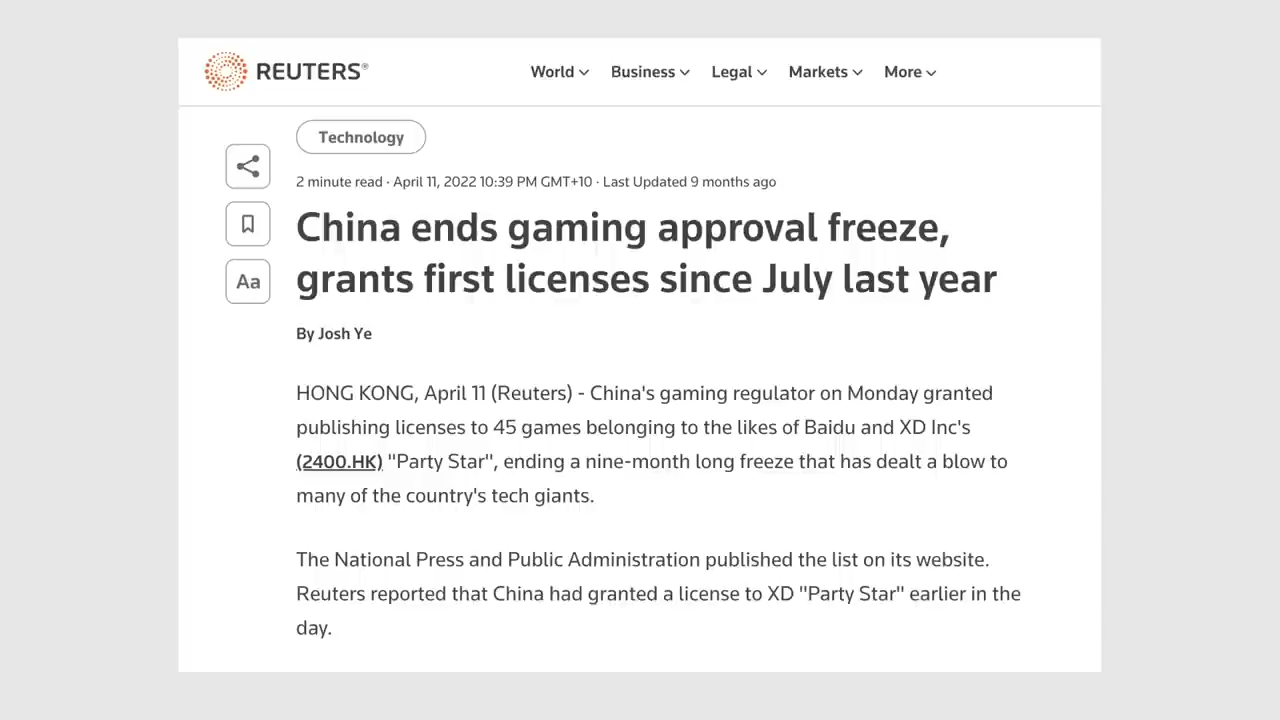 REUTERS®
World Business Legal Markets More
Technology
2 minute read · April 11, 2022 10:39 PM GMT+10 · Last Updated 9 months ago
China ends gaming approval freeze,
grants first licenses since July last year
Aa
By Josh Ye
HONG KONG, April 11 (Reuters) - China's gaming regulator on Monday granted
publishing licenses to 45 games belonging to the likes of Baidu and XD Inc's
(2400.HK) "Party Star", ending a nine-month long freeze that has dealt a blow to
many of the country's tech giants.
The National Press and Public Administration published the list on its website.
Reuters reported that China had granted a license to XD "Party Star" earlier in the
day.